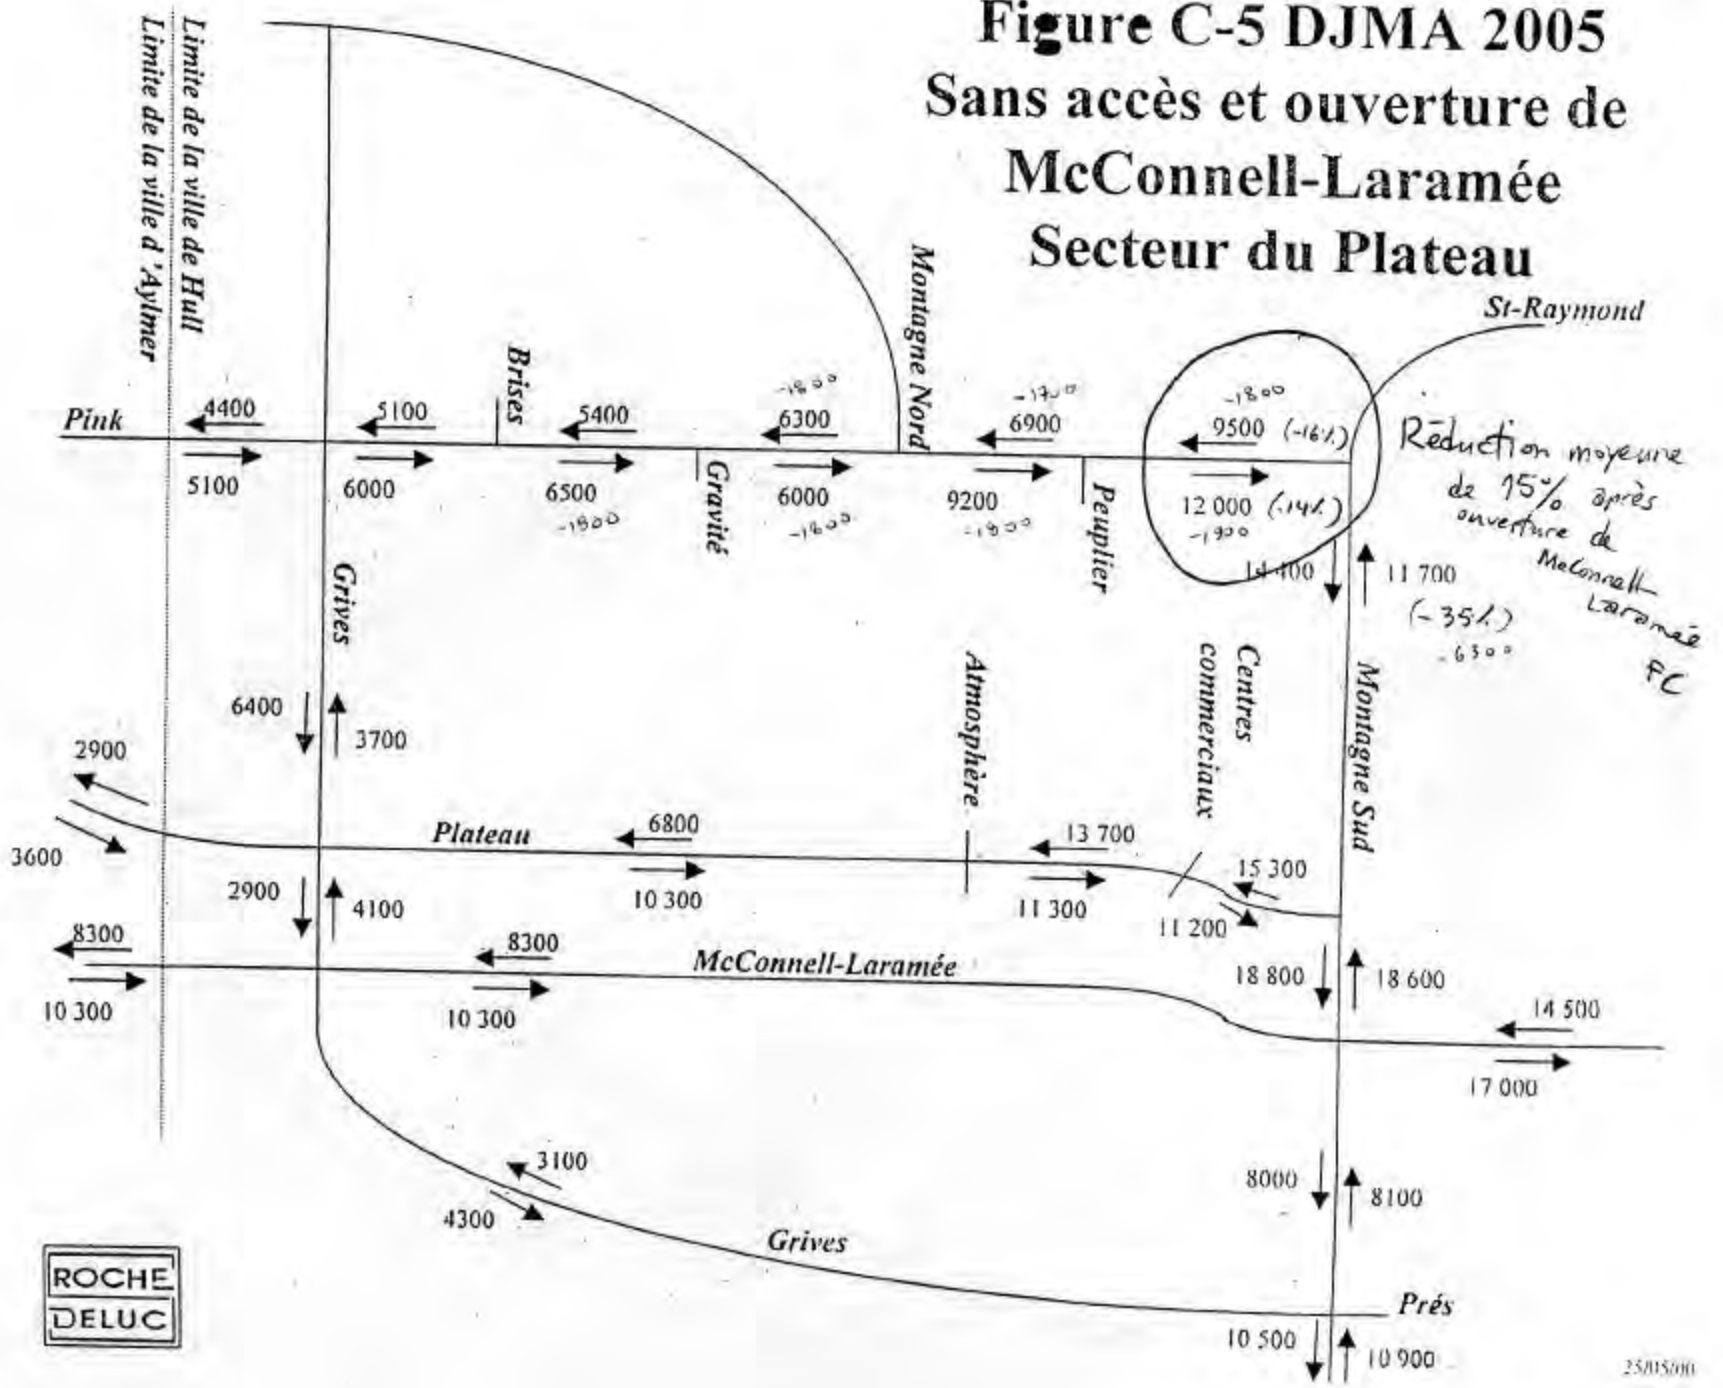 Figure C-5 DJMA 2005
Sans accès et ouverture de
McConnell-Laramée
Secteur du Plateau
Limite de la ville de Hull
Limite de la ville d'Aylmer
St-Raymond
Montagne Nord
Brises
Pink
4400
5100
5400
-1800
6300
-1700
6900
-1800
9500 (-16%)
5100
6000
6500
-1800
Gravité
6000
-1800
9200
-1800
Peuplier
12 000 (-14%)
-1900
Réduction moyenne
de 15% après
ouverture de
McConnell-
Laramée
FC
14 400
11 700
(-35%)
-6300
Grives
6400
3700
Atmosphère
Centres
commerciaux
Montagne Sud
2900
3600
Plateau
6800
10 300
13 700
11 300
15 300
11 200
2900
4100
8300
10 300
8300
10 300
McConnell-Laramée
18 800
18 600
14 500
17 000
3100
4300
Grives
8000
8100
Prés
10 500
10 900
ROCHE
DELUC
25/05/00